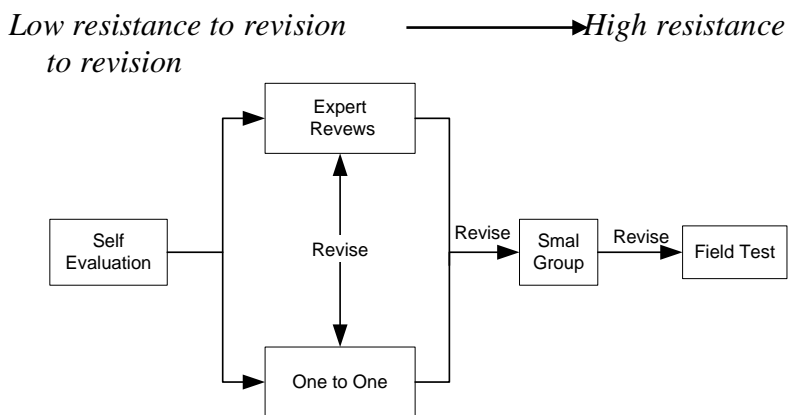 Low resistance to revision High resistance
to revision
Expert
Revews
Self
Evaluation
Revise
Revise
Smal
Group
Revise
Field Test
One to One